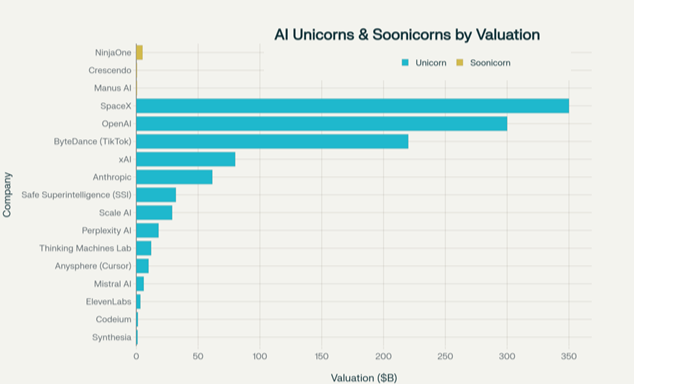 AI Unicorns & Soonicorns by Valuation
Unicorn Soonicorn
NinjaOne
Crescendo
Manus AI
SpaceX
OpenAI
ByteDance (TikTok)
xAI
Anthropic
Safe Superintelligence (SSI)
Scale AI
Perplexity AI
Thinking Machines Lab
Anysphere (Cursor)
Mistral AI
ElevenLabs
Codeium
Synthesia
Company
0 50 100 150 200 250 300 350
Valuation ($B)